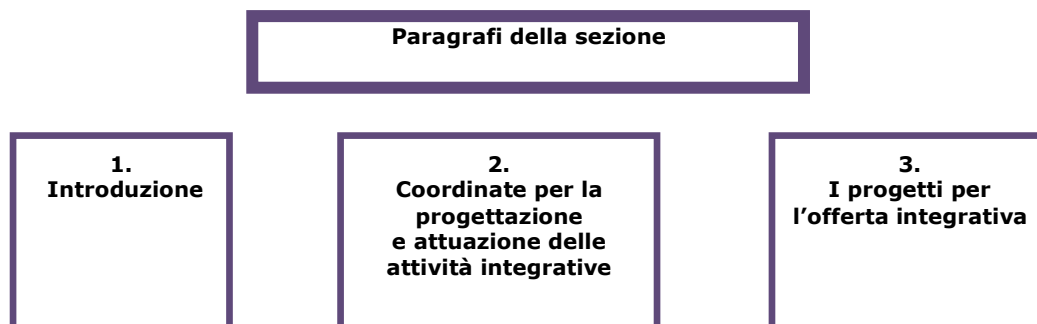 Paragrafi della sezione
1.
Introduzione
2.
Coordinate per la
progettazione
e attuazione delle
attività integrative
3.
I progetti per
l’offerta integrativa